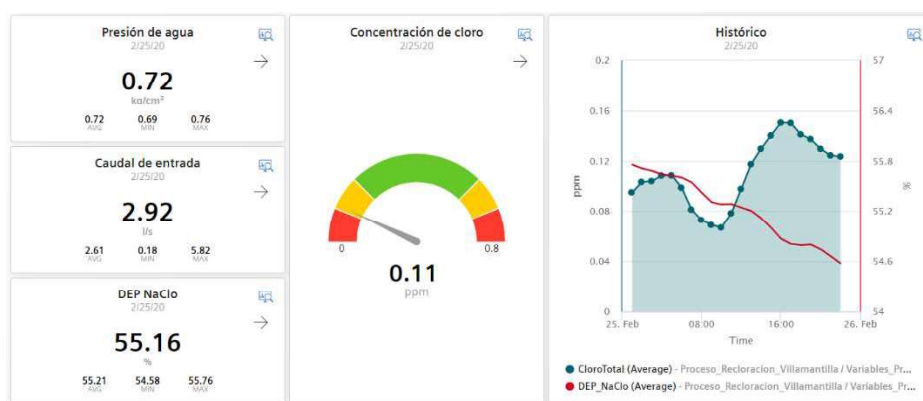 Presión de agua
2/25/20
0.72
kg/cm²
0.72 0.69 0.76
AVG MIN MAX
Caudal de entrada
2/25/20
2.92
l/s
2.61 0.18 5.82
AVG MIN MAX
DEP NaClo
2/25/20
55.16
%
55.21 54.58 55.76
AVG MIN MAX
Concentración de cloro
2/25/20
0 0.8
0.11
ppm
Histórico
2/25/20
0.2 57
0.16 56.4
0.12 55.8
ppm %
0.08 55.2
0.04 54.6
0 54
25. Feb 08:00 16:00 26. Feb
Time
CloroTotal (Average) - Proceso_Recloracion_Villamantilla / Variables_Pr...
DEP_NaClo (Average) - Proceso_Recloracion_Villamantilla / Variables_Pr...